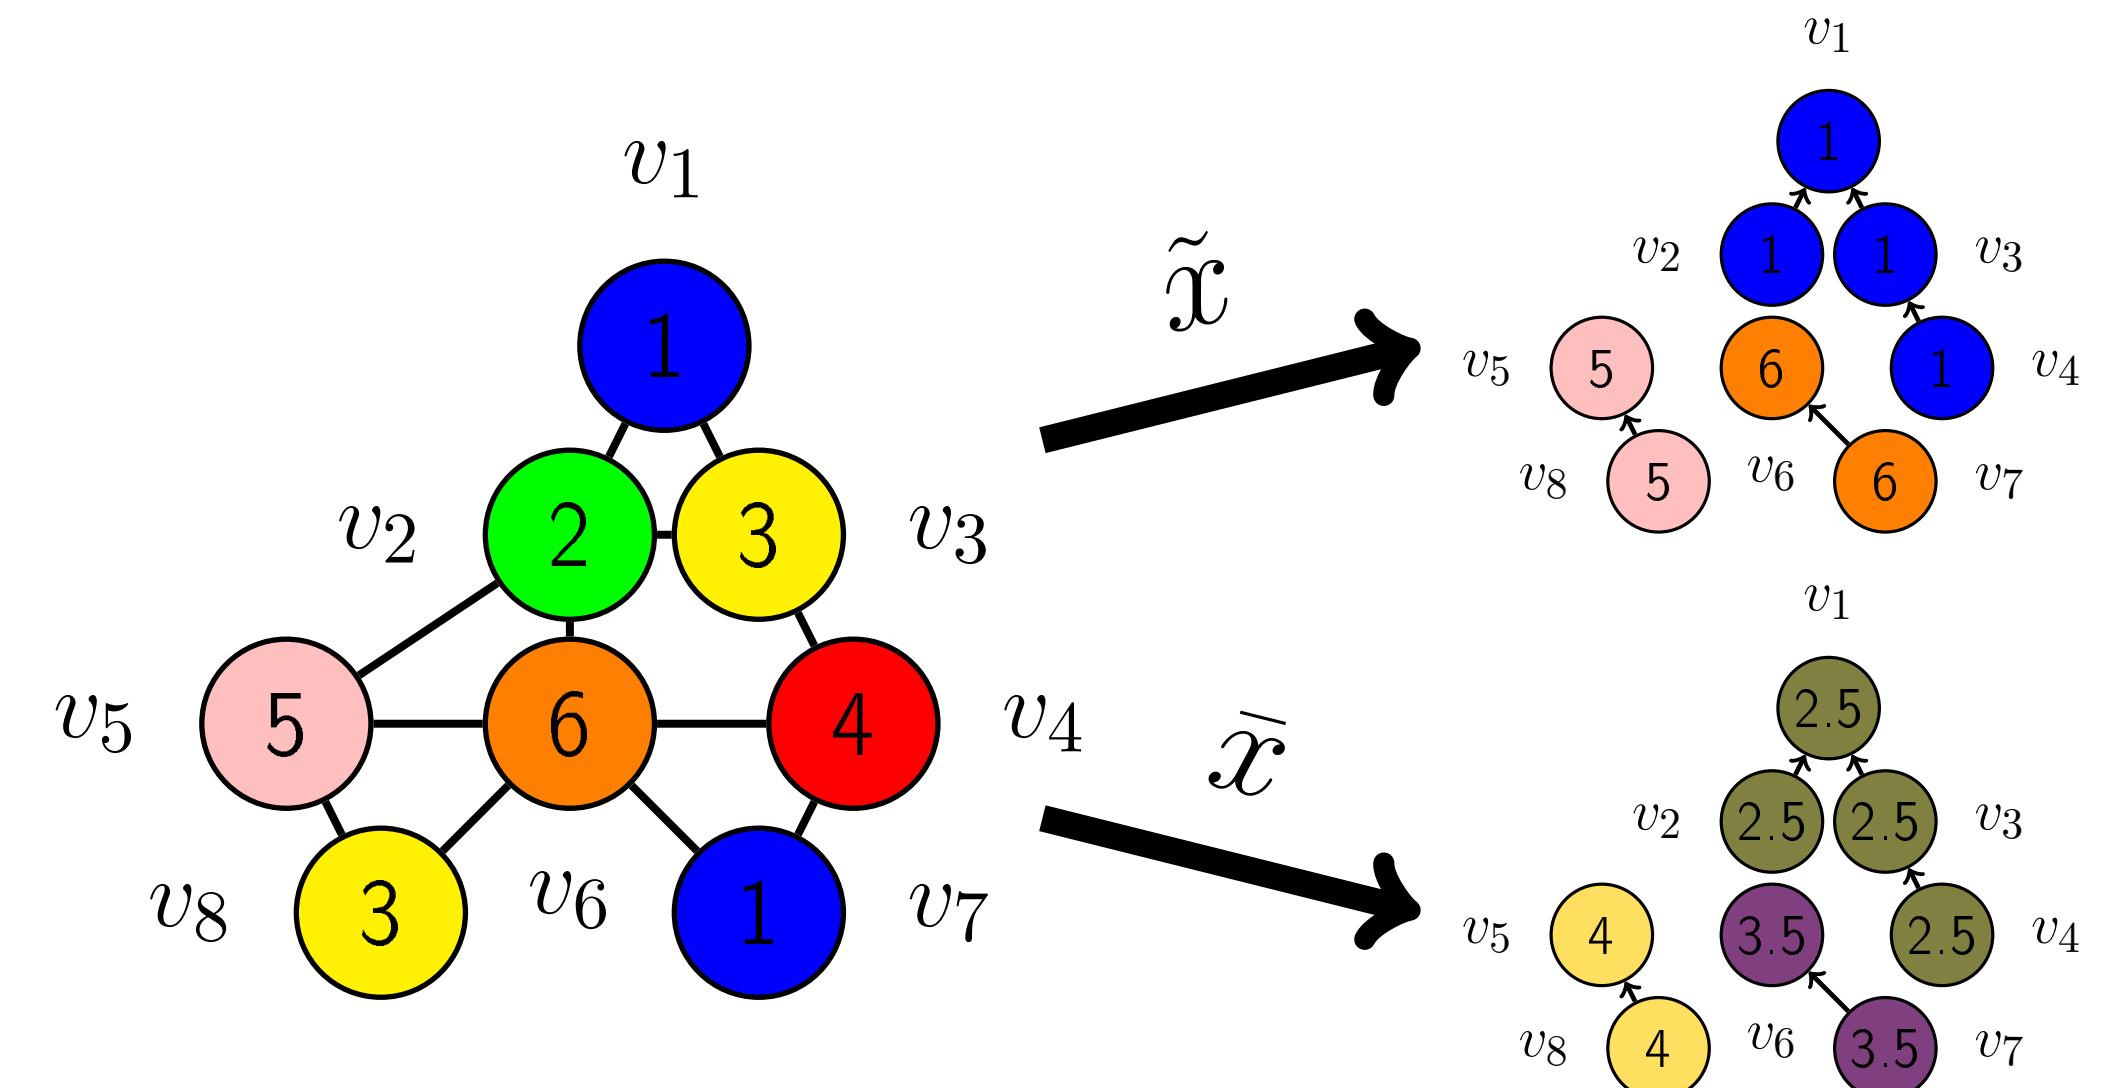 v₁
1
v₂ 2 3 v₃
v₅ 5 6 4 v₄
v₈ 3 v₆ 1 v₇
x̃
x̄
v₁
1
v₂ 1 1 v₃
v₅ 5 6 1 v₄
v₈ 5 v₆ 6 v₇
v₁
2.5
v₂ 2.5 2.5 v₃
v₅ 4 3.5 2.5 v₄
v₈ 4 v₆ 3.5 v₇